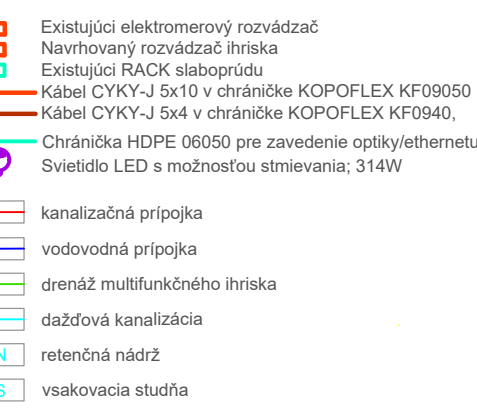 Existujúci elektromerový rozvádzač
Navrhovaný rozvádzač ihriska
Existujúci RACK slaboprúdu
Kábel CYKY-J 5x10 v chráničke KOPOFLEX KF09050
Kábel CYKY-J 5x4 v chráničke KOPOFLEX KF0940,
Chránička HDPE 06050 pre zavedenie optiky/ethernetu
Svietidlo LED s možnosťou stmievania; 314W
kanalizačná prípojka
vodovodná prípojka
drenáž multifunkčného ihriska
dažďová kanalizácia
N retenčná nádrž
S vsakovacia studňa